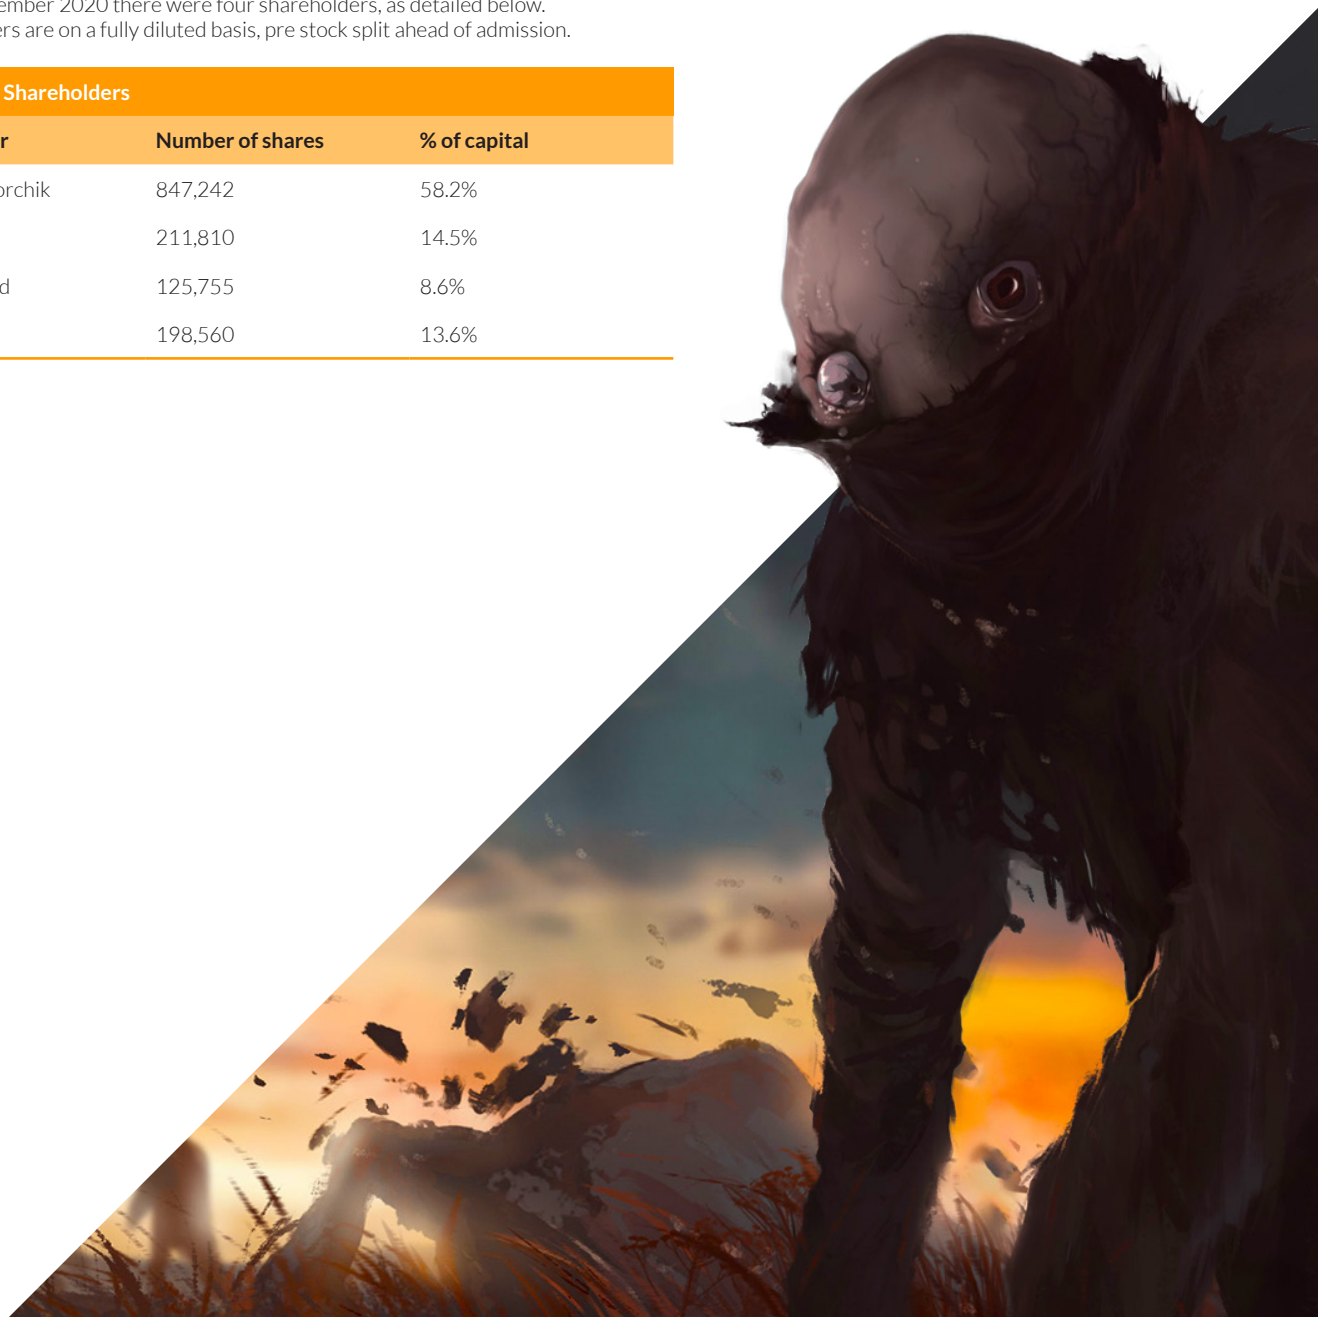 ember 2020 there were four shareholders, as detailed below.
ers are on a fully diluted basis, pre stock split ahead of admission.
Shareholders
r Number of shares % of capital
orchik 847,242 58.2%
211,810 14.5%
d 125,755 8.6%
198,560 13.6%